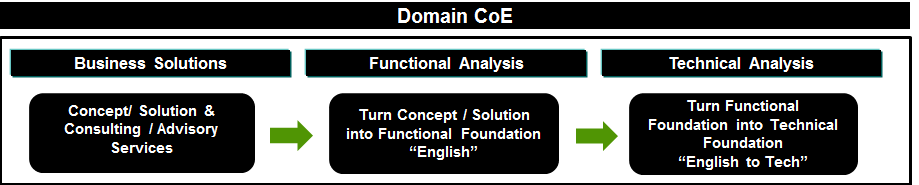 Domain CoE
Business Solutions
Functional Analysis
Technical Analysis
Concept/ Solution &
Consulting / Advisory
Services
Turn Concept / Solution
into Functional Foundation
“English”
Turn Functional
Foundation into Technical
Foundation
“English to Tech”